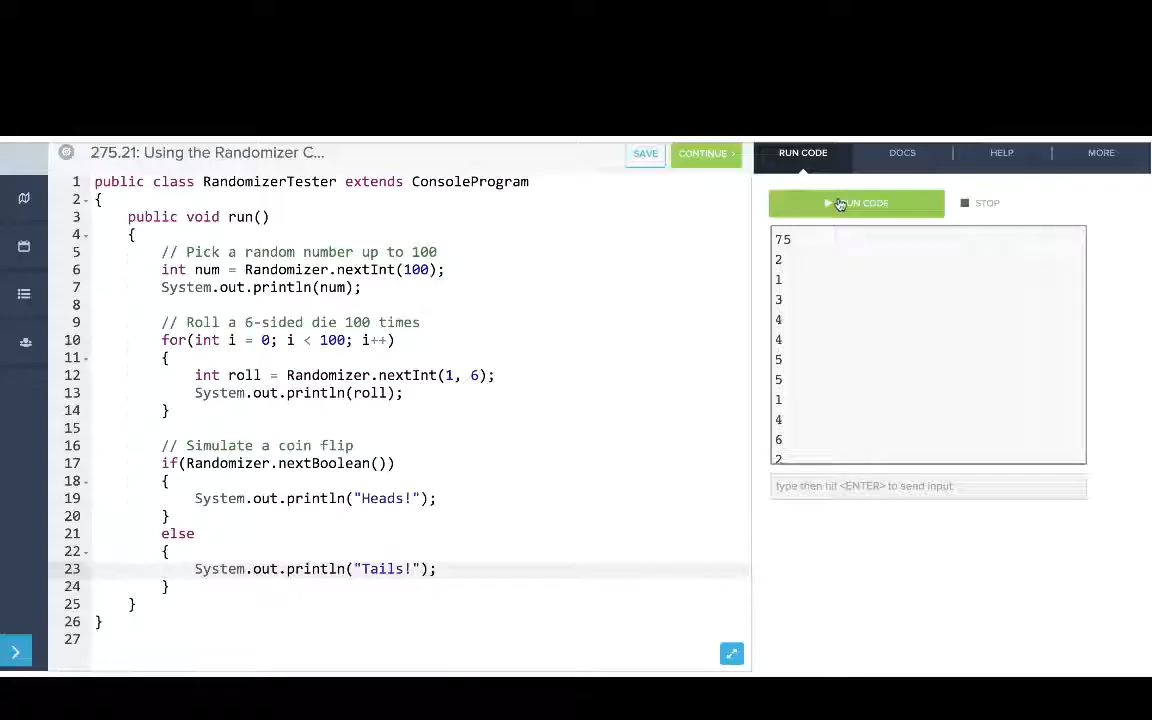 275.21: Using the Randomizer C...
SAVE
CONTINUE >
RUN CODE
DOCS
HELP
MORE
1 public class RandomizerTester extends ConsoleProgram
2 {
3 public void run()
4 {
5 // Pick a random number up to 100
6 int num = Randomizer.nextInt(100);
7 System.out.println(num);
8
9 // Roll a 6-sided die 100 times
10 for(int i = 0; i < 100; i++)
11 {
12 int roll = Randomizer.nextInt(1, 6);
13 System.out.println(roll);
14 }
15
16 // Simulate a coin flip
17 if(Randomizer.nextBoolean())
18 {
19 System.out.println("Heads!");
20 }
21 else
22 {
23 System.out.println("Tails!");
24 }
25 }
26 }
27
RUN CODE
STOP
75
2
1
3
4
4
5
5
1
4
6
2
type then hit <ENTER> to send input